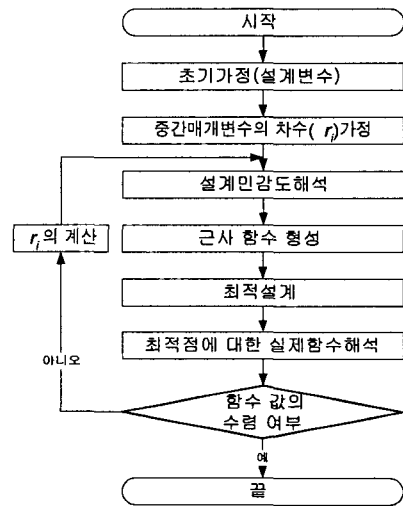 시작
초기가정(설계변수)
중간매개변수의 차수( r_i)가정
설계민감도해석
r_i의 계산
근사 함수 형성
최적설계
최적점에 대한 실제함수해석
아니오
함수 값의
수렴 여부
예
끝